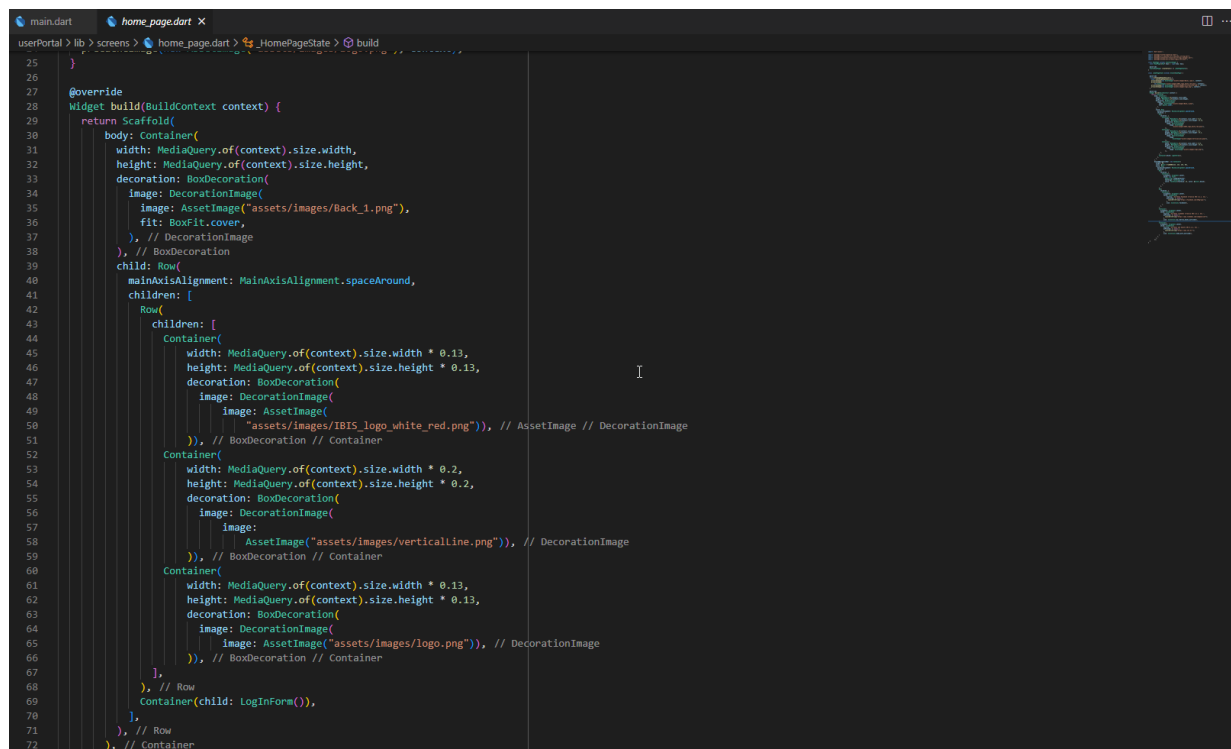 main.dart home_page.dart
userPortal > lib > screens > home_page.dart > _HomePageState > build
25 }
26
27 @override
28 Widget build(BuildContext context) {
29 return Scaffold(
30 body: Container(
31 width: MediaQuery.of(context).size.width,
32 height: MediaQuery.of(context).size.height,
33 decoration: BoxDecoration(
34 image: DecorationImage(
35 image: AssetImage("assets/images/Back_1.png"),
36 fit: BoxFit.cover,
37 ), // DecorationImage
38 ), // BoxDecoration
39 child: Row(
40 mainAxisAlignment: MainAxisAlignment.spaceAround,
41 children: [
42 Row(
43 children: [
44 Container(
45 width: MediaQuery.of(context).size.width * 0.13,
46 height: MediaQuery.of(context).size.height * 0.13,
47 decoration: BoxDecoration(
48 image: DecorationImage(
49 image: AssetImage(
50 "assets/images/IBIS_logo_white_red.png")), // AssetImage // DecorationImage
51 )), // BoxDecoration // Container
52 Container(
53 width: MediaQuery.of(context).size.width * 0.2,
54 height: MediaQuery.of(context).size.height * 0.2,
55 decoration: BoxDecoration(
56 image: DecorationImage(
57 image:
58 AssetImage("assets/images/verticalLine.png")), // DecorationImage
59 )), // BoxDecoration // Container
60 Container(
61 width: MediaQuery.of(context).size.width * 0.13,
62 height: MediaQuery.of(context).size.height * 0.13,
63 decoration: BoxDecoration(
64 image: DecorationImage(
65 image: AssetImage("assets/images/logo.png")), // DecorationImage
66 )), // BoxDecoration // Container
67 ],
68 ), // Row
69 Container(child: LogInForm()),
70 ],
71 ), // Row
72 ), // Container